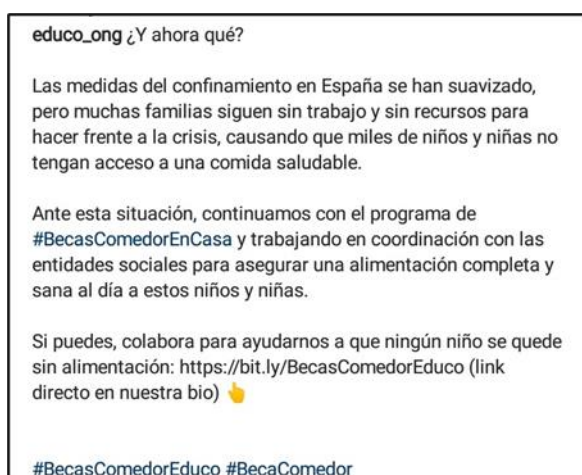 educo_ong ¿Y ahora qué?
Las medidas del confinamiento en España se han suavizado,
pero muchas familias siguen sin trabajo y sin recursos para
hacer frente a la crisis, causando que miles de niños y niñas no
tengan acceso a una comida saludable.
Ante esta situación, continuamos con el programa de
#BecasComedorEnCasa y trabajando en coordinación con las
entidades sociales para asegurar una alimentación completa y
sana al día a estos niños y niñas.
Si puedes, colabora para ayudarnos a que ningún niño se quede
sin alimentación: https://bit.ly/BecasComedorEduco (link
directo en nuestra bio) 👆
#BecasComedorEduco #BecaComedor